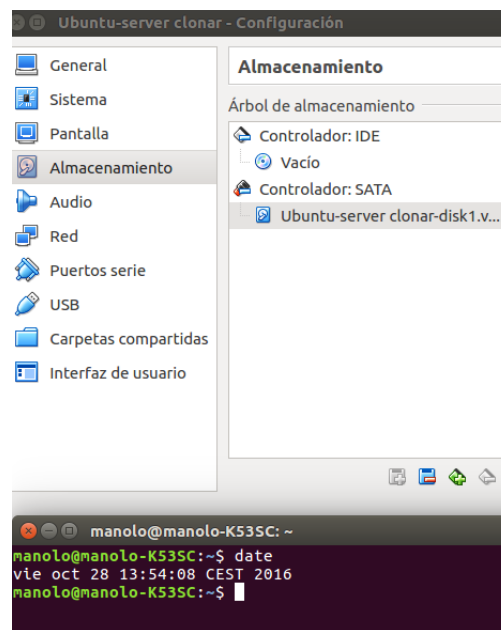 Ubuntu-server clonar - Configuración
General
Sistema
Pantalla
Almacenamiento
Audio
Red
Puertos serie
USB
Carpetas compartidas
Interfaz de usuario
Almacenamiento
Árbol de almacenamiento
Controlador: IDE
Vacío
Controlador: SATA
Ubuntu-server clonar-disk1.v...
manolo@manolo-K53SC: ~
manolo@manolo-K53SC:~$ date
vie oct 28 13:54:08 CEST 2016
manolo@manolo-K53SC:~$